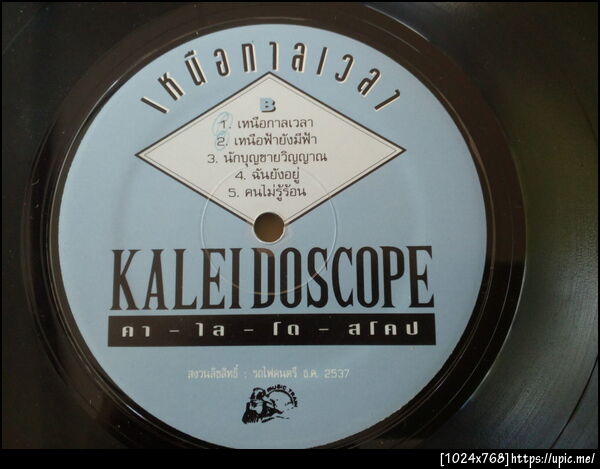 เหนือกาลเวลา
B
1. เหนือกาลเวลา
2. เหนือฟ้ายังมีฟ้า
3. นักบุญซายวิญญาณ
4. ฉันยังอยู่
5. คนไม่รู้ร้อน
KALEIDOSCOPE
คา - ไล - โด - สโคป
สงวนลิขสิทธิ์ : รถไฟดนตรี ธ.ค. 2537
MUSIC TRAIN
[1024x768]https://upic.me/